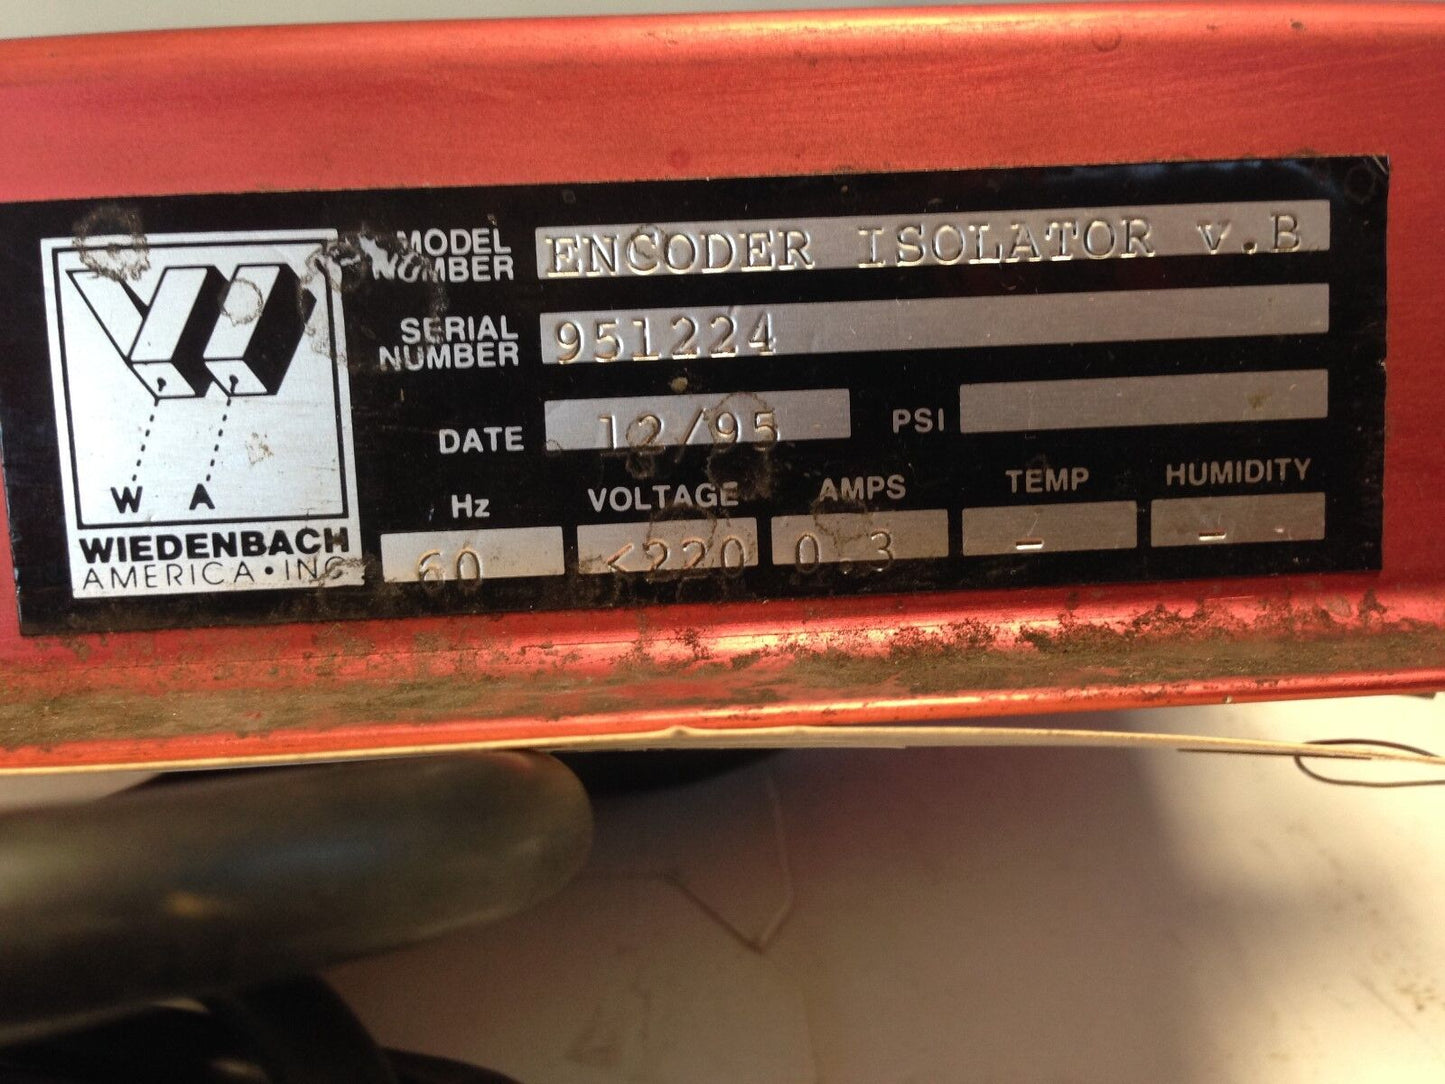 MODEL NUMBER ENCODER ISOLATOR v.B
SERIAL NUMBER 951224
DATE 12/95 PSI
Hz VOLTAGE AMPS TEMP HUMIDITY
60 <220 0.3 - -
W A
WIEDENBACH
AMERICA • INC